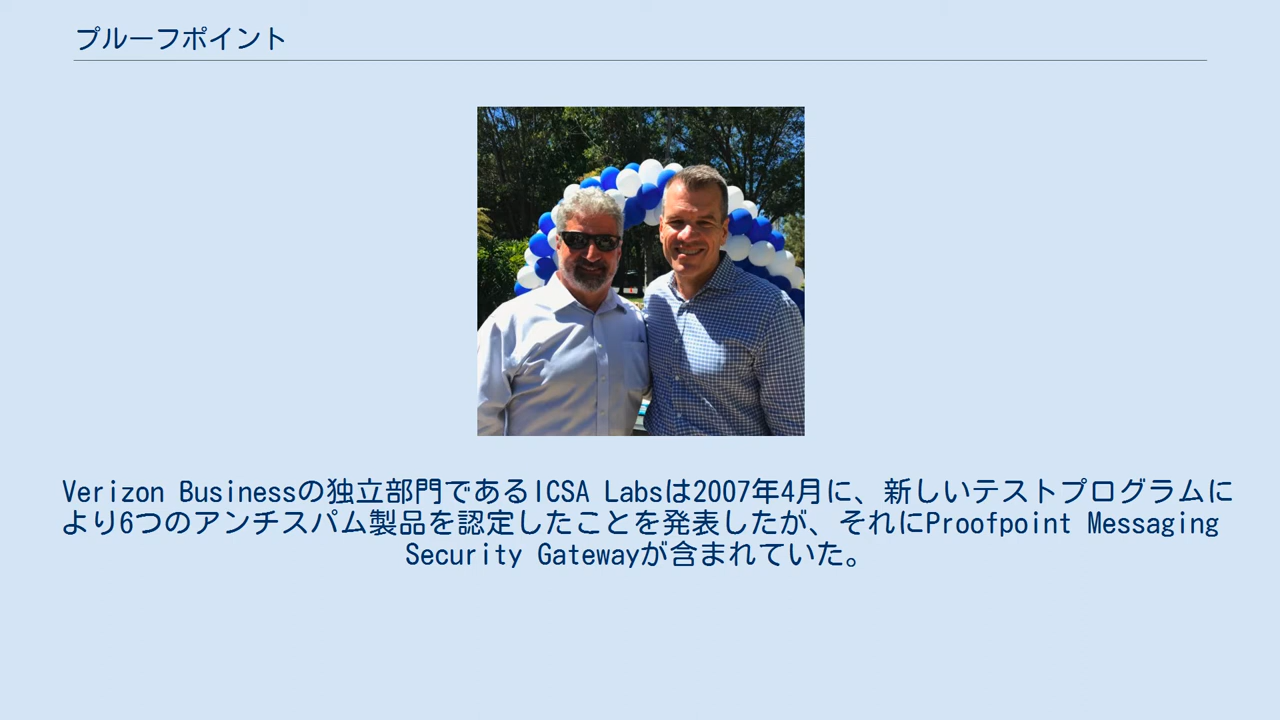 プルーフポイント
Verizon Businessの独立部門であるICSA Labsは2007年4月に、新しいテストプログラムに
より6つのアンチスパム製品を認定したことを発表したが、それにProofpoint Messaging
Security Gatewayが含まれていた。